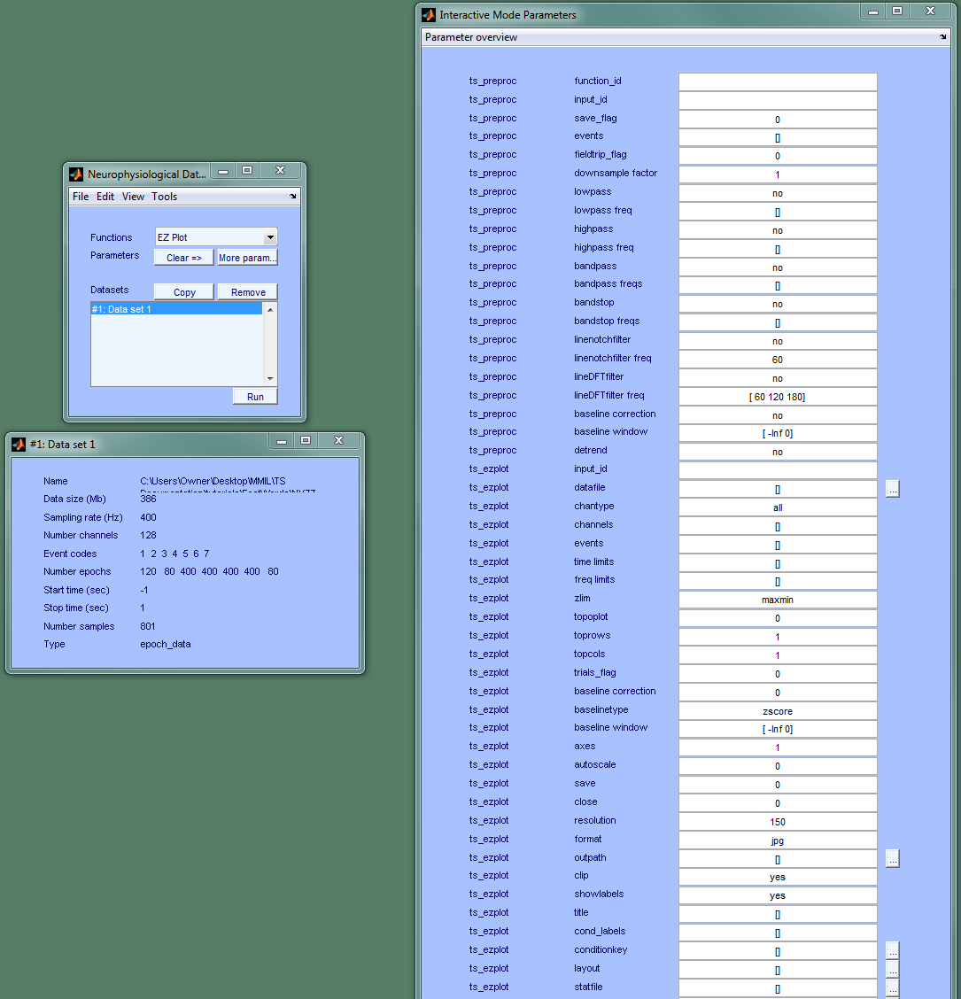 Neurophysiological Dat...
File Edit View Tools
Functions EZ Plot
Parameters Clear => More param...
Datasets Copy Remove
#1: Data set 1
Run
#1: Data set 1
Name C:\Users\Owner\Desktop\MMIL\TS
Data size (Mb) 386
Sampling rate (Hz) 400
Number channels 128
Event codes 1 2 3 4 5 6 7
Number epochs 120 80 400 400 400 400 80
Start time (sec) -1
Stop time (sec) 1
Number samples 801
Type epoch_data
Interactive Mode Parameters
Parameter overview
ts_preproc function_id
ts_preproc input_id
ts_preproc save_flag 0
ts_preproc events []
ts_preproc fieldtrip_flag 0
ts_preproc downsample factor 1
ts_preproc lowpass no
ts_preproc lowpass freq []
ts_preproc highpass no
ts_preproc highpass freq []
ts_preproc bandpass no
ts_preproc bandpass freqs []
ts_preproc bandstop no
ts_preproc bandstop freqs []
ts_preproc linenotchfilter no
ts_preproc linenotchfilter freq 60
ts_preproc lineDFTfilter no
ts_preproc lineDFTfilter freq [ 60 120 180]
ts_preproc baseline correction no
ts_preproc baseline window [ -Inf 0]
ts_preproc detrend no
ts_ezplot input_id
ts_ezplot datafile [] ...
ts_ezplot chantype all
ts_ezplot channels []
ts_ezplot events []
ts_ezplot time limits []
ts_ezplot freq limits []
ts_ezplot zlim maxmin
ts_ezplot topoplot 0
ts_ezplot toprows 1
ts_ezplot topcols 1
ts_ezplot trials_flag 0
ts_ezplot baseline correction 0
ts_ezplot baselinetype zscore
ts_ezplot baseline window [ -Inf 0]
ts_ezplot axes 1
ts_ezplot autoscale 0
ts_ezplot save 0
ts_ezplot close 0
ts_ezplot resolution 150
ts_ezplot format jpg
ts_ezplot outpath [] ...
ts_ezplot clip yes
ts_ezplot showlabels yes
ts_ezplot title []
ts_ezplot cond_labels []
ts_ezplot conditionkey [] ...
ts_ezplot layout [] ...
ts_ezplot statfile [] ...